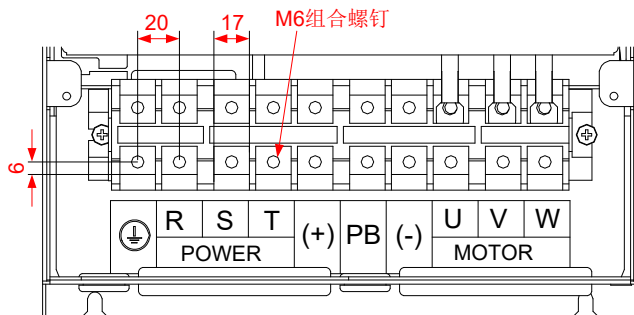 20
17
M6组合螺钉
6
R S T (+) PB (-) U V W
POWER
MOTOR